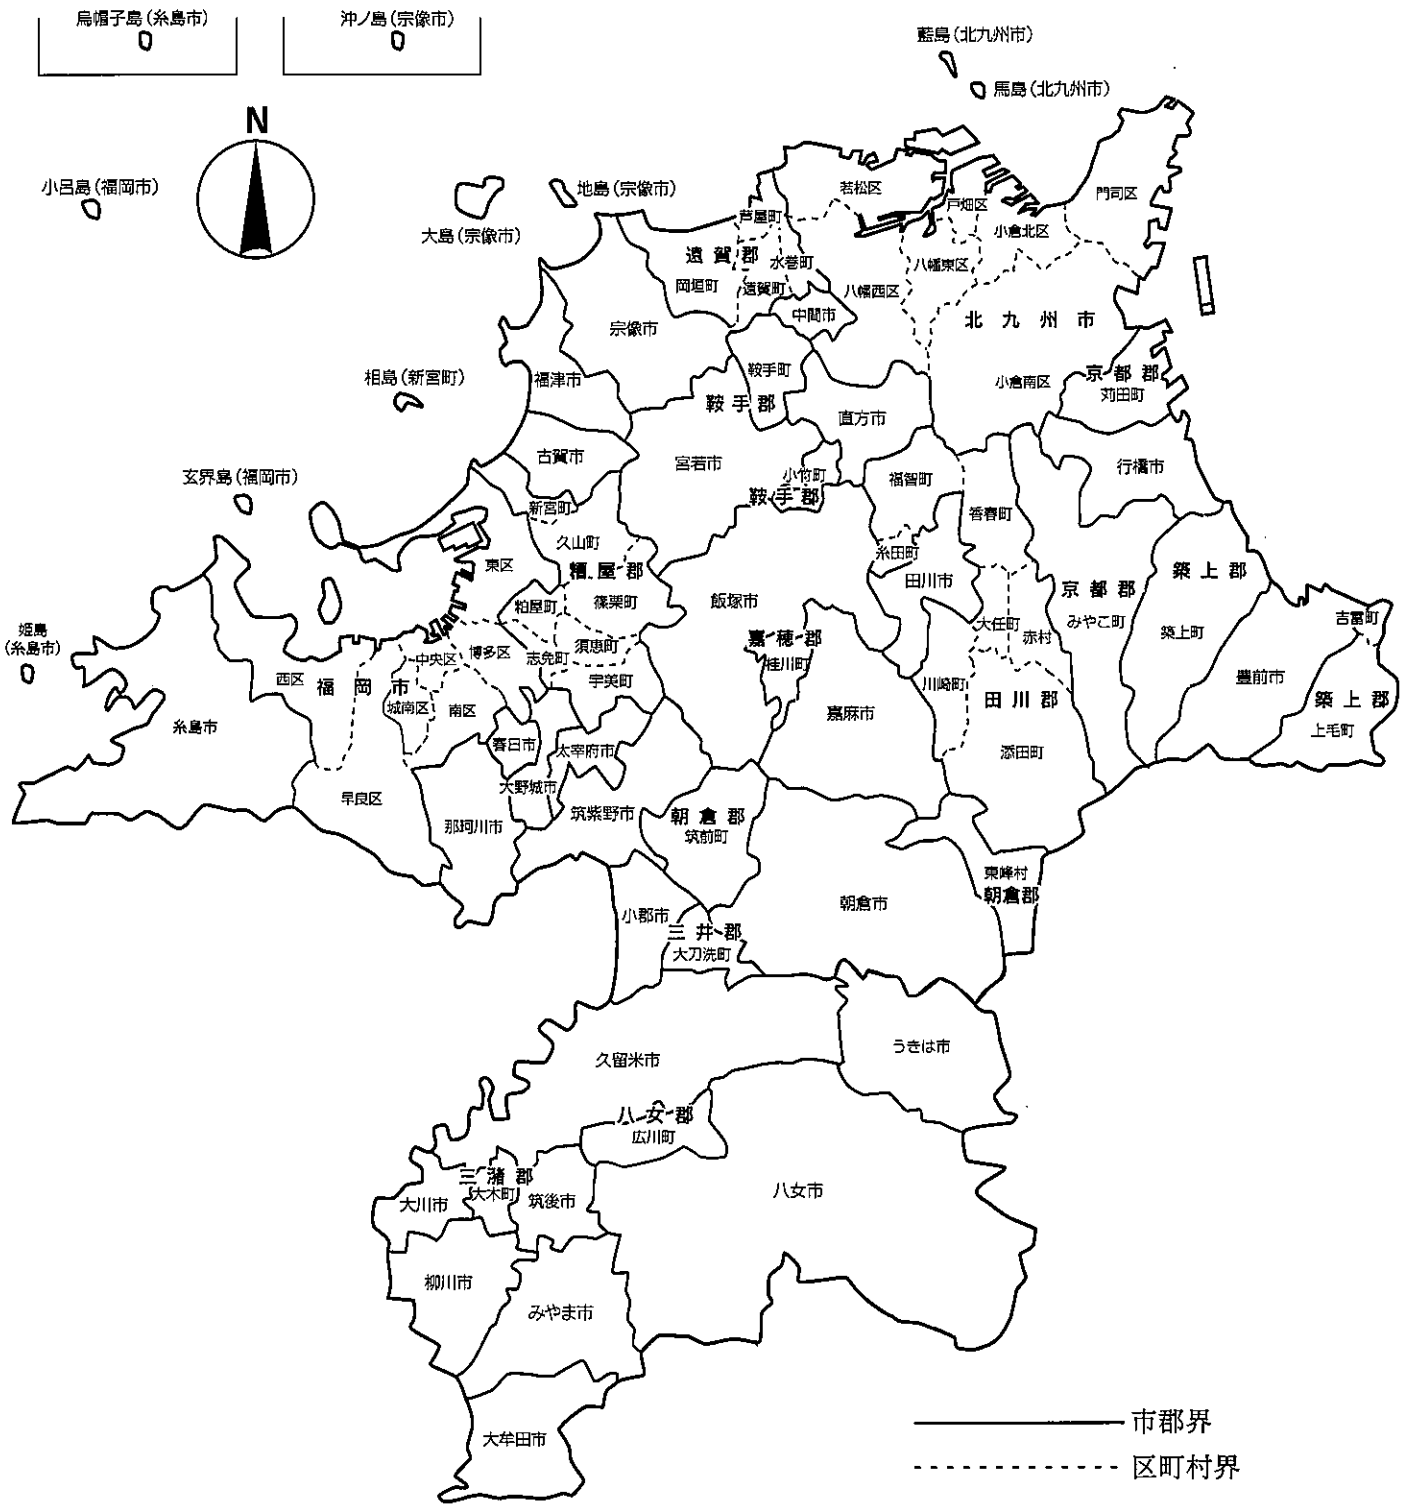 烏帽子島(糸島市)
沖ノ島(宗像市)
藍島(北九州市)
馬島(北九州市)
N
小呂島(福岡市)
地島(宗像市)
大島(宗像市)
若松区
戸畑区
門司区
芦屋町
小倉北区
遠賀郡
水巻町
八幡東区
岡垣町
遠賀町
八幡西区
中間市
北九州市
宗像市
鞍手町
小倉南区
京都郡
苅田町
相島(新宮町)
福津市
鞍手郡
直方市
古賀市
宮若市
小竹町
鞍手郡
福智町
行橋市
玄界島(福岡市)
新宮町
香春町
久山町
東区
糟屋郡
糸田町
田川市
築上郡
粕屋町
篠栗町
飯塚市
京都郡
みやこ町
築上町
吉富町
姫島
(糸島市)
中央区
博多区
志免町
須恵町
嘉穂郡
桂川町
大任町
赤村
西区
福岡市
城南区
南区
宇美町
川崎町
田川郡
豊前市
築上郡
上毛町
糸島市
春日市
太宰府市
嘉麻市
添田町
早良区
大野城市
那珂川市
筑紫野市
朝倉郡
筑前町
東峰村
朝倉郡
小郡市
三井郡
大刀洗町
朝倉市
久留米市
うきは市
八女郡
広川町
三潴郡
大木町
大川市
筑後市
八女市
柳川市
みやま市
大牟田市
市郡界
区町村界